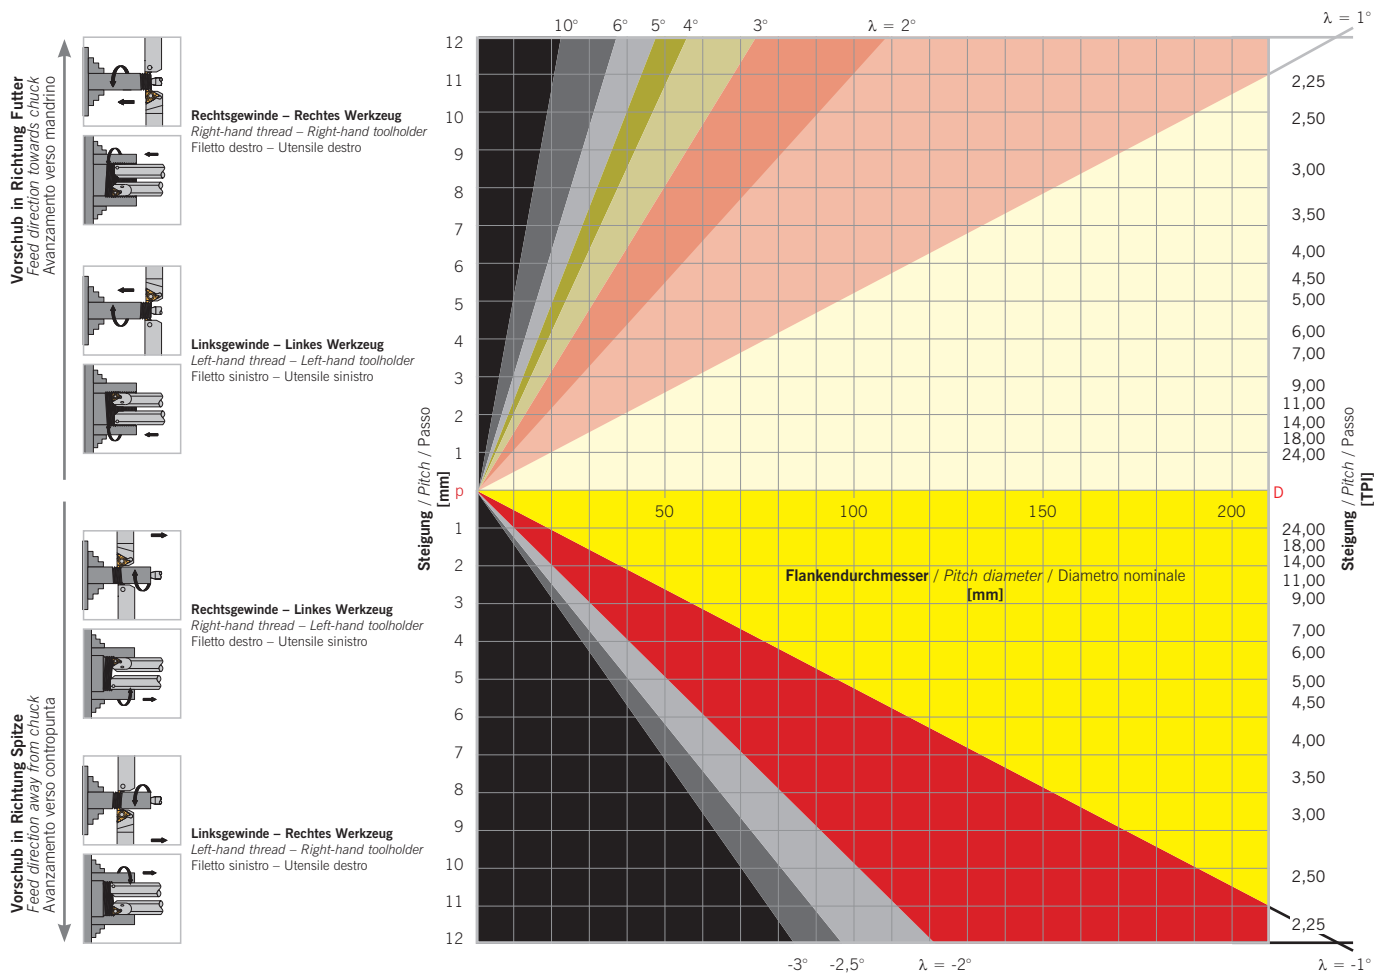 10° 6° 5° 4° 3° λ = 2° λ = 1°
Vorschub in Richtung Futter
Feed direction towards chuck
Avanzamento verso mandrino
Rechtsgewinde – Rechtes Werkzeug
Right-hand thread – Right-hand toolholder
Filetto destro – Utensile destro
Linksgewinde – Linkes Werkzeug
Left-hand thread – Left-hand toolholder
Filetto sinistro – Utensile sinistro
Vorschub in Richtung Spitze
Feed direction away from chuck
Avanzamento verso contropunta
Rechtsgewinde – Linkes Werkzeug
Right-hand thread – Left-hand toolholder
Filetto destro – Utensile sinistro
Linksgewinde – Rechtes Werkzeug
Left-hand thread – Right-hand toolholder
Filetto sinistro – Utensile destro
Steigung / Pitch / Passo
[mm]
12
11
10
9
8
7
6
5
4
3
2
1
p
1
2
3
4
5
6
7
8
9
10
11
12
50 100 150 200
D
Flankendurchmesser / Pitch diameter / Diametro nominale
[mm]
2,25
2,50
3,00
3,50
4,00
4,50
5,00
6,00
7,00
9,00
11,00
14,00
18,00
24,00
24,00
18,00
14,00
11,00
9,00
7,00
6,00
5,00
4,50
4,00
3,50
3,00
2,50
2,25
Steigung / Pitch / Passo
[TPI]
-3° -2,5° λ = -2° λ = -1°